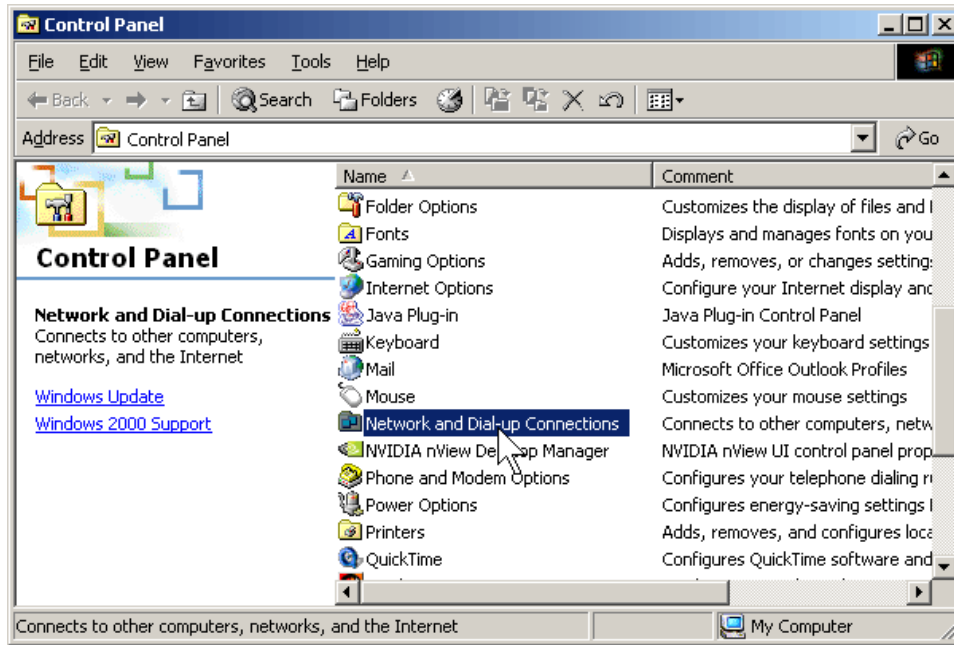 Control Panel
File Edit View Favorites Tools Help
Back Search Folders
Address Control Panel Go
Name Comment
Control Panel
Network and Dial-up Connections
Connects to other computers,
networks, and the Internet
Windows Update
Windows 2000 Support
Folder Options Customizes the display of files and
Fonts Displays and manages fonts on you
Gaming Options Adds, removes, or changes setting
Internet Options Configure your Internet display and
Java Plug-in Java Plug-in Control Panel
Keyboard Customizes your keyboard settings
Mail Microsoft Office Outlook Profiles
Mouse Customizes your mouse settings
Network and Dial-up Connections Connects to other computers, netw
NVIDIA nView Manager NVIDIA nView UI control panel prop
Phone and Modem Options Configures your telephone dialing
Power Options Configures energy-saving settings
Printers Adds, removes, and configures loca
QuickTime Configures QuickTime software and
Connects to other computers, networks, and the Internet My Computer